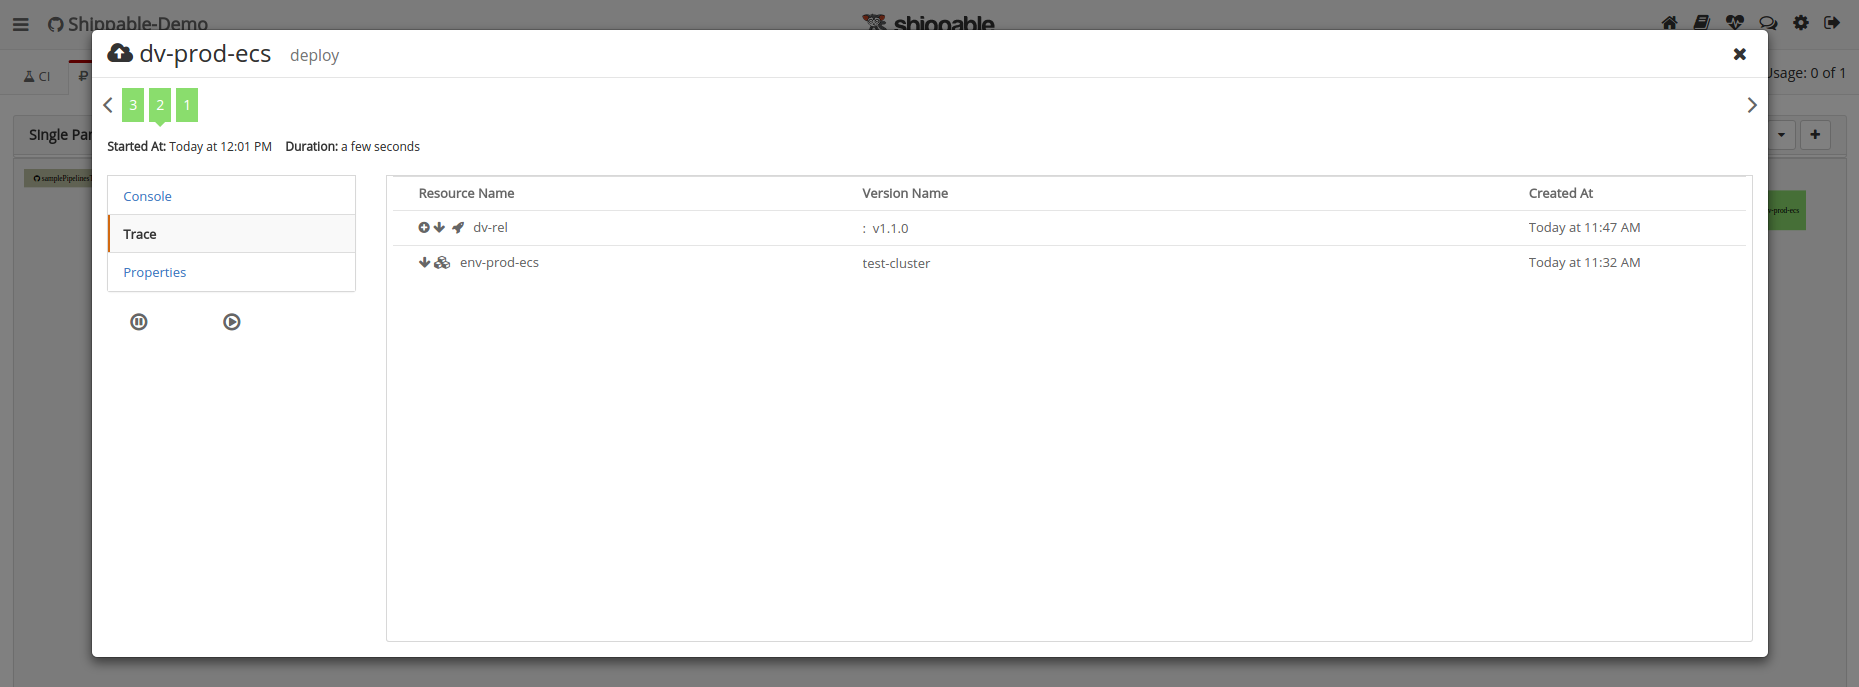 Shippable-Demo
shippable
dv-prod-ecs deploy
CI
Usage: 0 of 1
3 2 1
Single Pan
Started At: Today at 12:01 PM Duration: a few seconds
Console
Trace
Properties
Resource Name Version Name Created At
dv-rel : v1.1.0 Today at 11:47 AM
env-prod-ecs test-cluster Today at 11:32 AM
samplePipelinesT
v-prod-ecs